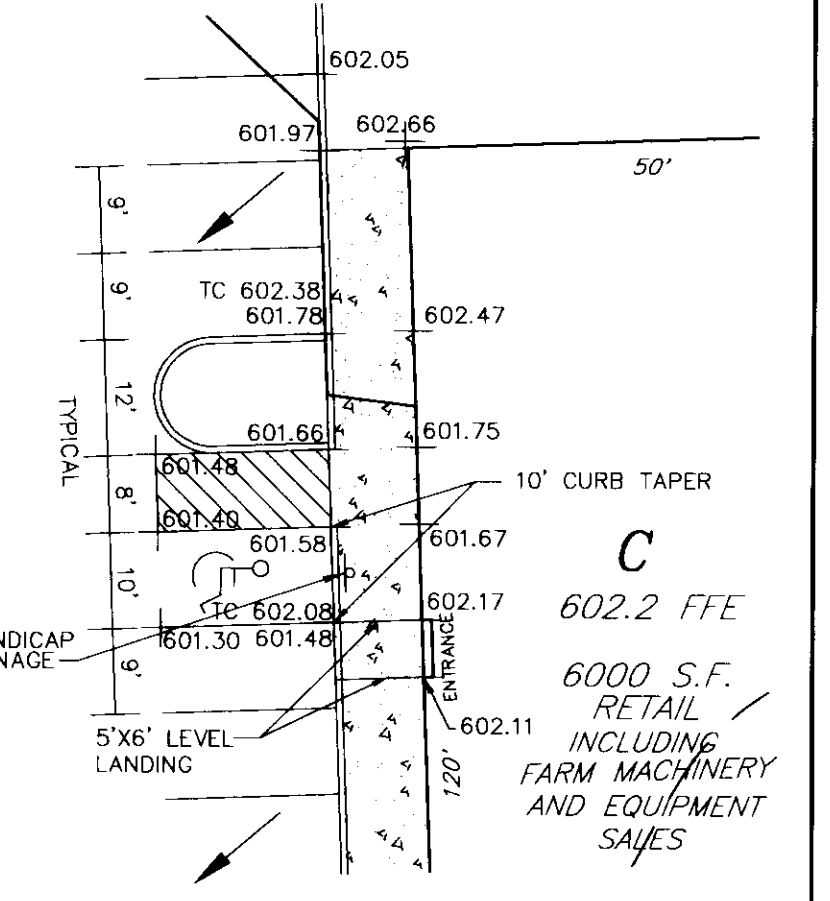 602.05
601.97
602.66
50'
9'
9'
TC 602.38
601.78
602.47
12'
TYPICAL
601.66
601.75
601.48
8'
10' CURB TAPER
601.40
601.58
601.67
C
10'
TC 602.08
602.17
602.2 FFE
NDICAP
NAGE
601.30
601.48
9'
ENTRANCE
6000 S.F.
RETAIL
INCLUDING
FARM MACHINERY
AND EQUIPMENT
SALES
602.11
5'X6' LEVEL
LANDING
120'